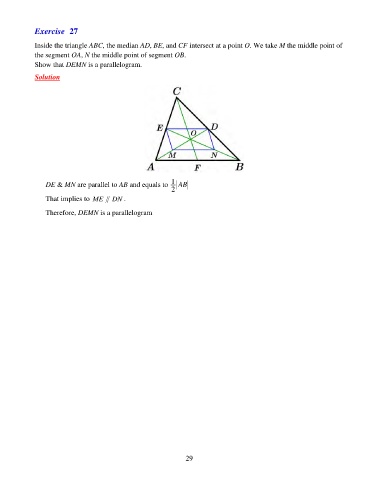 Exercise 27
Inside the triangle ABC, the median AD, BE, and CF intersect at a point O. We take M the middle point of
the segment OA, N the middle point of segment OB.
Show that DEMN is a parallelogram.
Solution
C
E
D
O
M
N
A
F
B
DE & MN are parallel to AB and equals to 1/2|AB|
That implies to ME // DN .
Therefore, DEMN is a parallelogram
29